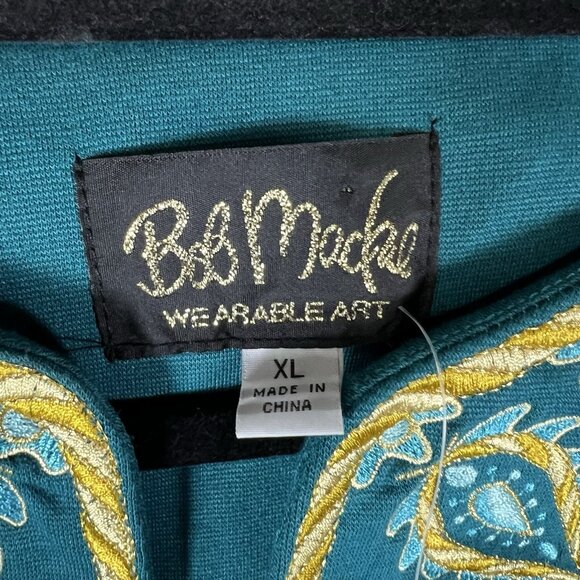 Bob Mackie
WEARABLE ART
XL
MADE IN
CHINA